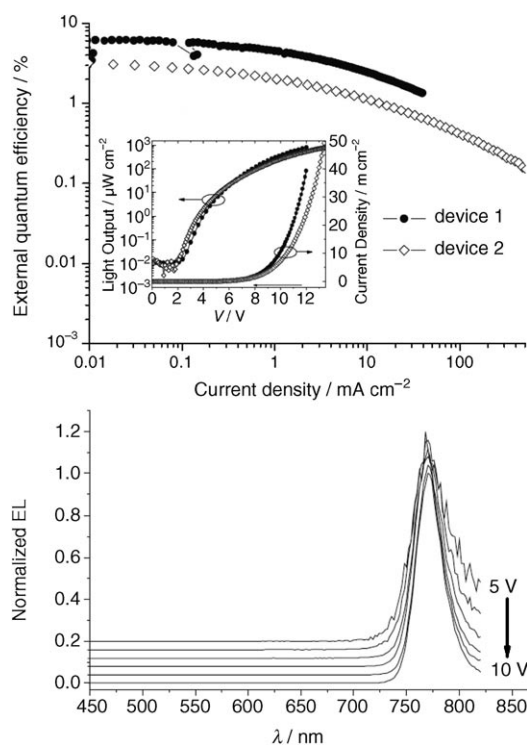 External quantum efficiency / %
10
1
0.1
0.01
10⁻³
0.01 0.1 1 10 100
Current density / mA cm⁻²
device 1
device 2
Light Output / µW cm⁻²
10³
10²
10¹
10⁰
10⁻¹
10⁻²
10⁻³
0 2 4 6 8 10 12
V / V
50
40
30
20
10
0
Current Density / m cm⁻²
Normalized EL
1.2
1.0
0.8
0.6
0.4
0.2
0.0
450 500 550 600 650 700 750 800 850
λ / nm
5 V
10 V